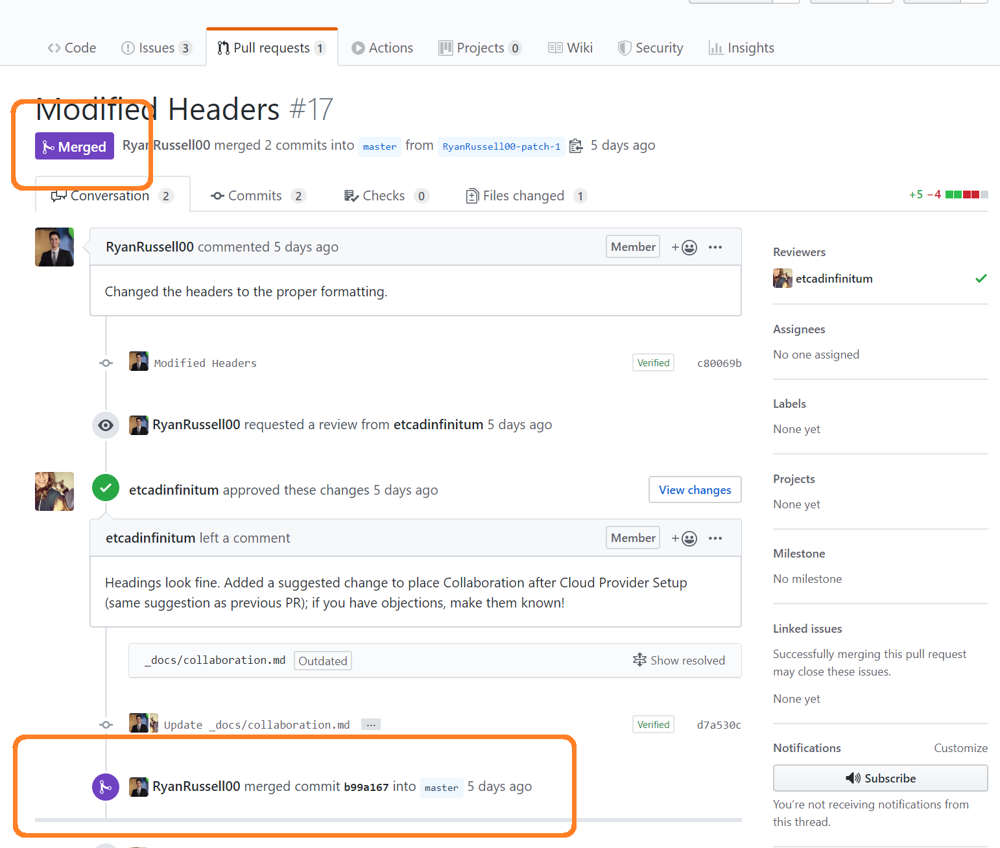 Code Issues 3 Pull requests 1 Actions Projects 0 Wiki Security Insights
Modified Headers #17
Merged RyanRussell00 merged 2 commits into master from RyanRussell00-patch-1 5 days ago
Conversation 2 Commits 2 Checks 0 Files changed 1 +5 −4
RyanRussell00 commented 5 days ago Member
Changed the headers to the proper formatting.
Modified Headers Verified c80069b
RyanRussell00 requested a review from etcadinfinitum 5 days ago
etcadinfinitum approved these changes 5 days ago View changes
etcadinfinitum left a comment Member
Headings look fine. Added a suggested change to place Collaboration after Cloud Provider Setup
(same suggestion as previous PR); if you have objections, make them known!
_docs/collaboration.md Outdated Show resolved
Update _docs/collaboration.md ... Verified d7a530c
RyanRussell00 merged commit b99a167 into master 5 days ago
Reviewers
etcadinfinitum
Assignees
No one assigned
Labels
None yet
Projects
None yet
Milestone
No milestone
Linked issues
Successfully merging this pull request
may close these issues.
None yet
Notifications Customize
Subscribe
You’re not receiving notifications from
this thread.